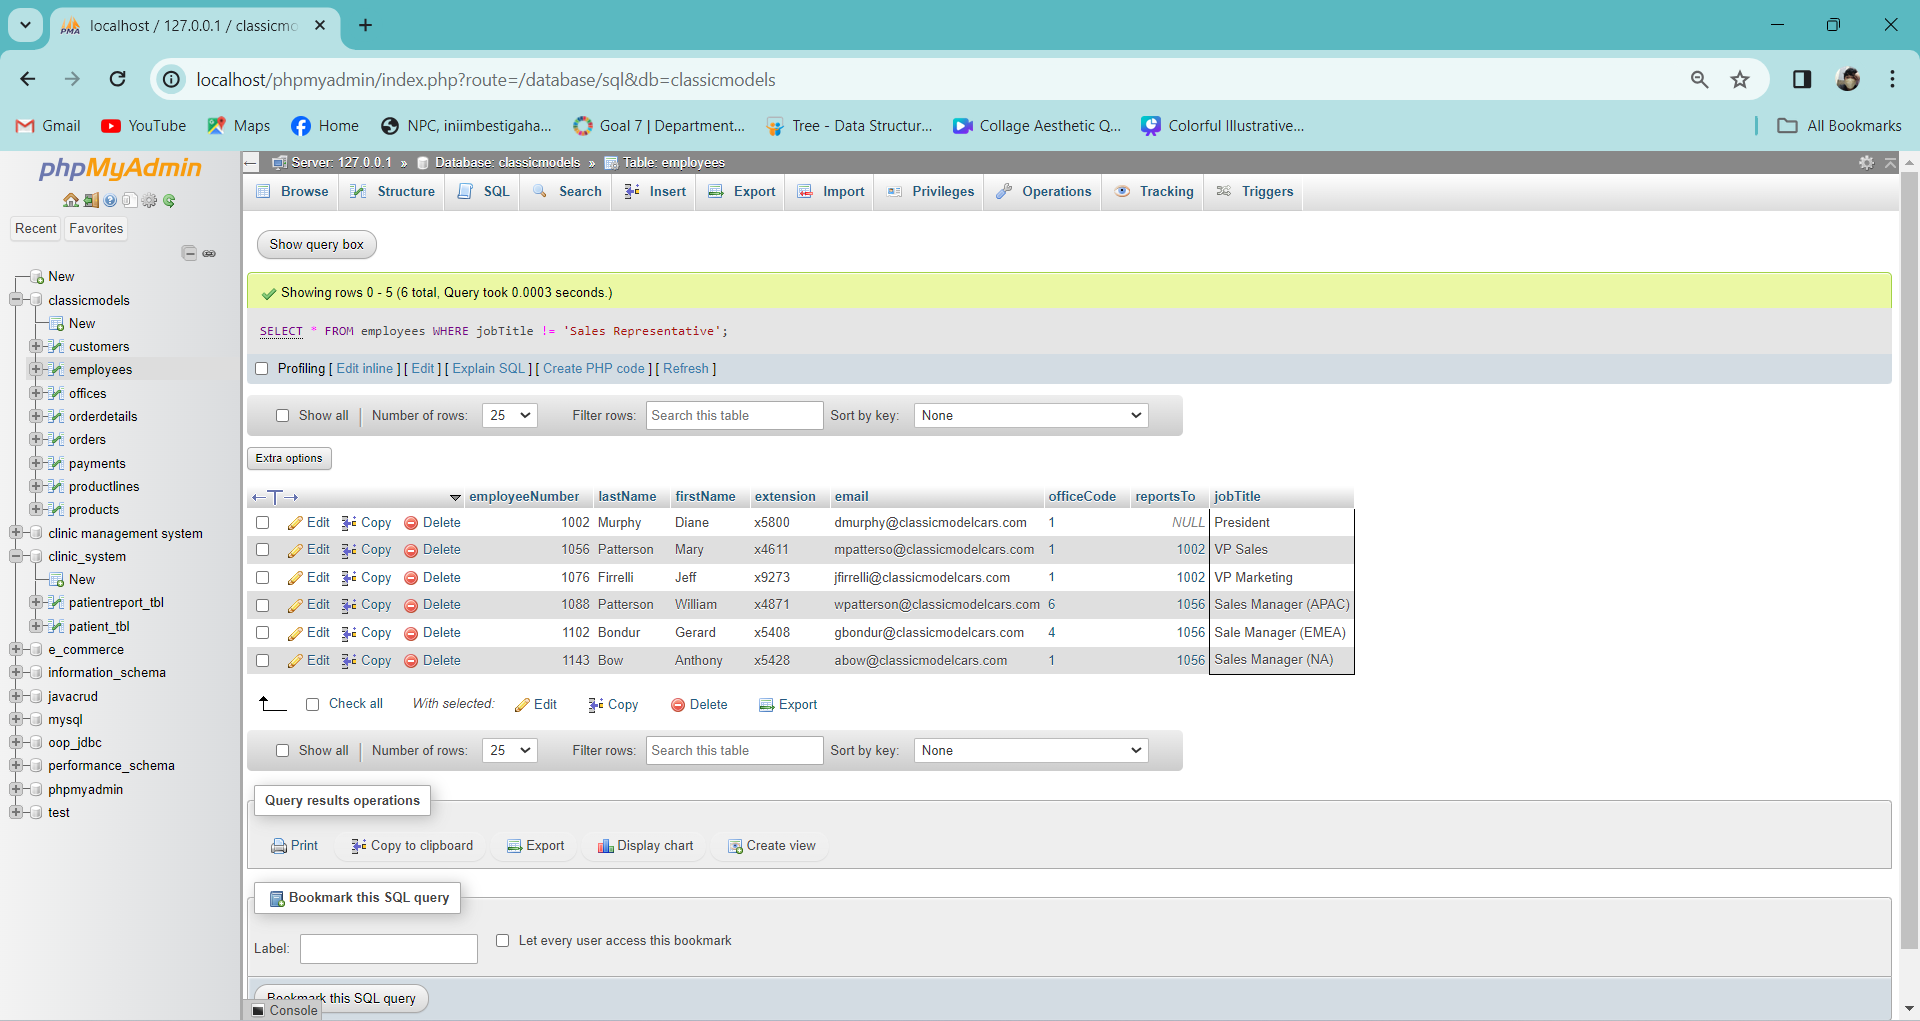 localhost / 127.0.0.1 / classicmo
localhost/phpmyadmin/index.php?route=/database/sql&db=classicmodels
Gmail YouTube Maps Home NPC, iniimbestigaha... Goal 7 | Department... Tree - Data Structur... Collage Aesthetic Q... Colorful Illustrative... All Bookmarks
phpMyAdmin
Recent Favorites
New
classicmodels
New
customers
employees
offices
orderdetails
orders
payments
productlines
products
clinic management system
clinic_system
New
patientreport_tbl
patient_tbl
e_commerce
information_schema
javacrud
mysql
oop_jdbc
performance_schema
phpmyadmin
test
Server: 127.0.0.1 » Database: classicmodels » Table: employees
Browse Structure SQL Search Insert Export Import Privileges Operations Tracking Triggers
Show query box
Showing rows 0 - 5 (6 total, Query took 0.0003 seconds.)
SELECT * FROM employees WHERE jobTitle != 'Sales Representative';
Profiling [ Edit inline ] [ Edit ] [ Explain SQL ] [ Create PHP code ] [ Refresh ]
Show all Number of rows: 25 Filter rows: Search this table Sort by key: None
Extra options
←T→ employeeNumber lastName firstName extension email officeCode reportsTo jobTitle
Edit Copy Delete 1002 Murphy Diane x5800 dmurphy@classicmodelcars.com 1 NULL President
Edit Copy Delete 1056 Patterson Mary x4611 mpatterso@classicmodelcars.com 1 1002 VP Sales
Edit Copy Delete 1076 Firrelli Jeff x9273 jfirrelli@classicmodelcars.com 1 1002 VP Marketing
Edit Copy Delete 1088 Patterson William x4871 wpatterson@classicmodelcars.com 6 1056 Sales Manager (APAC)
Edit Copy Delete 1102 Bondur Gerard x5408 gbondur@classicmodelcars.com 4 1056 Sale Manager (EMEA)
Edit Copy Delete 1143 Bow Anthony x5428 abow@classicmodelcars.com 1 1056 Sales Manager (NA)
Check all With selected: Edit Copy Delete Export
Show all Number of rows: 25 Filter rows: Search this table Sort by key: None
Query results operations
Print Copy to clipboard Export Display chart Create view
Bookmark this SQL query
Label: Let every user access this bookmark
Bookmark this SQL query
Console